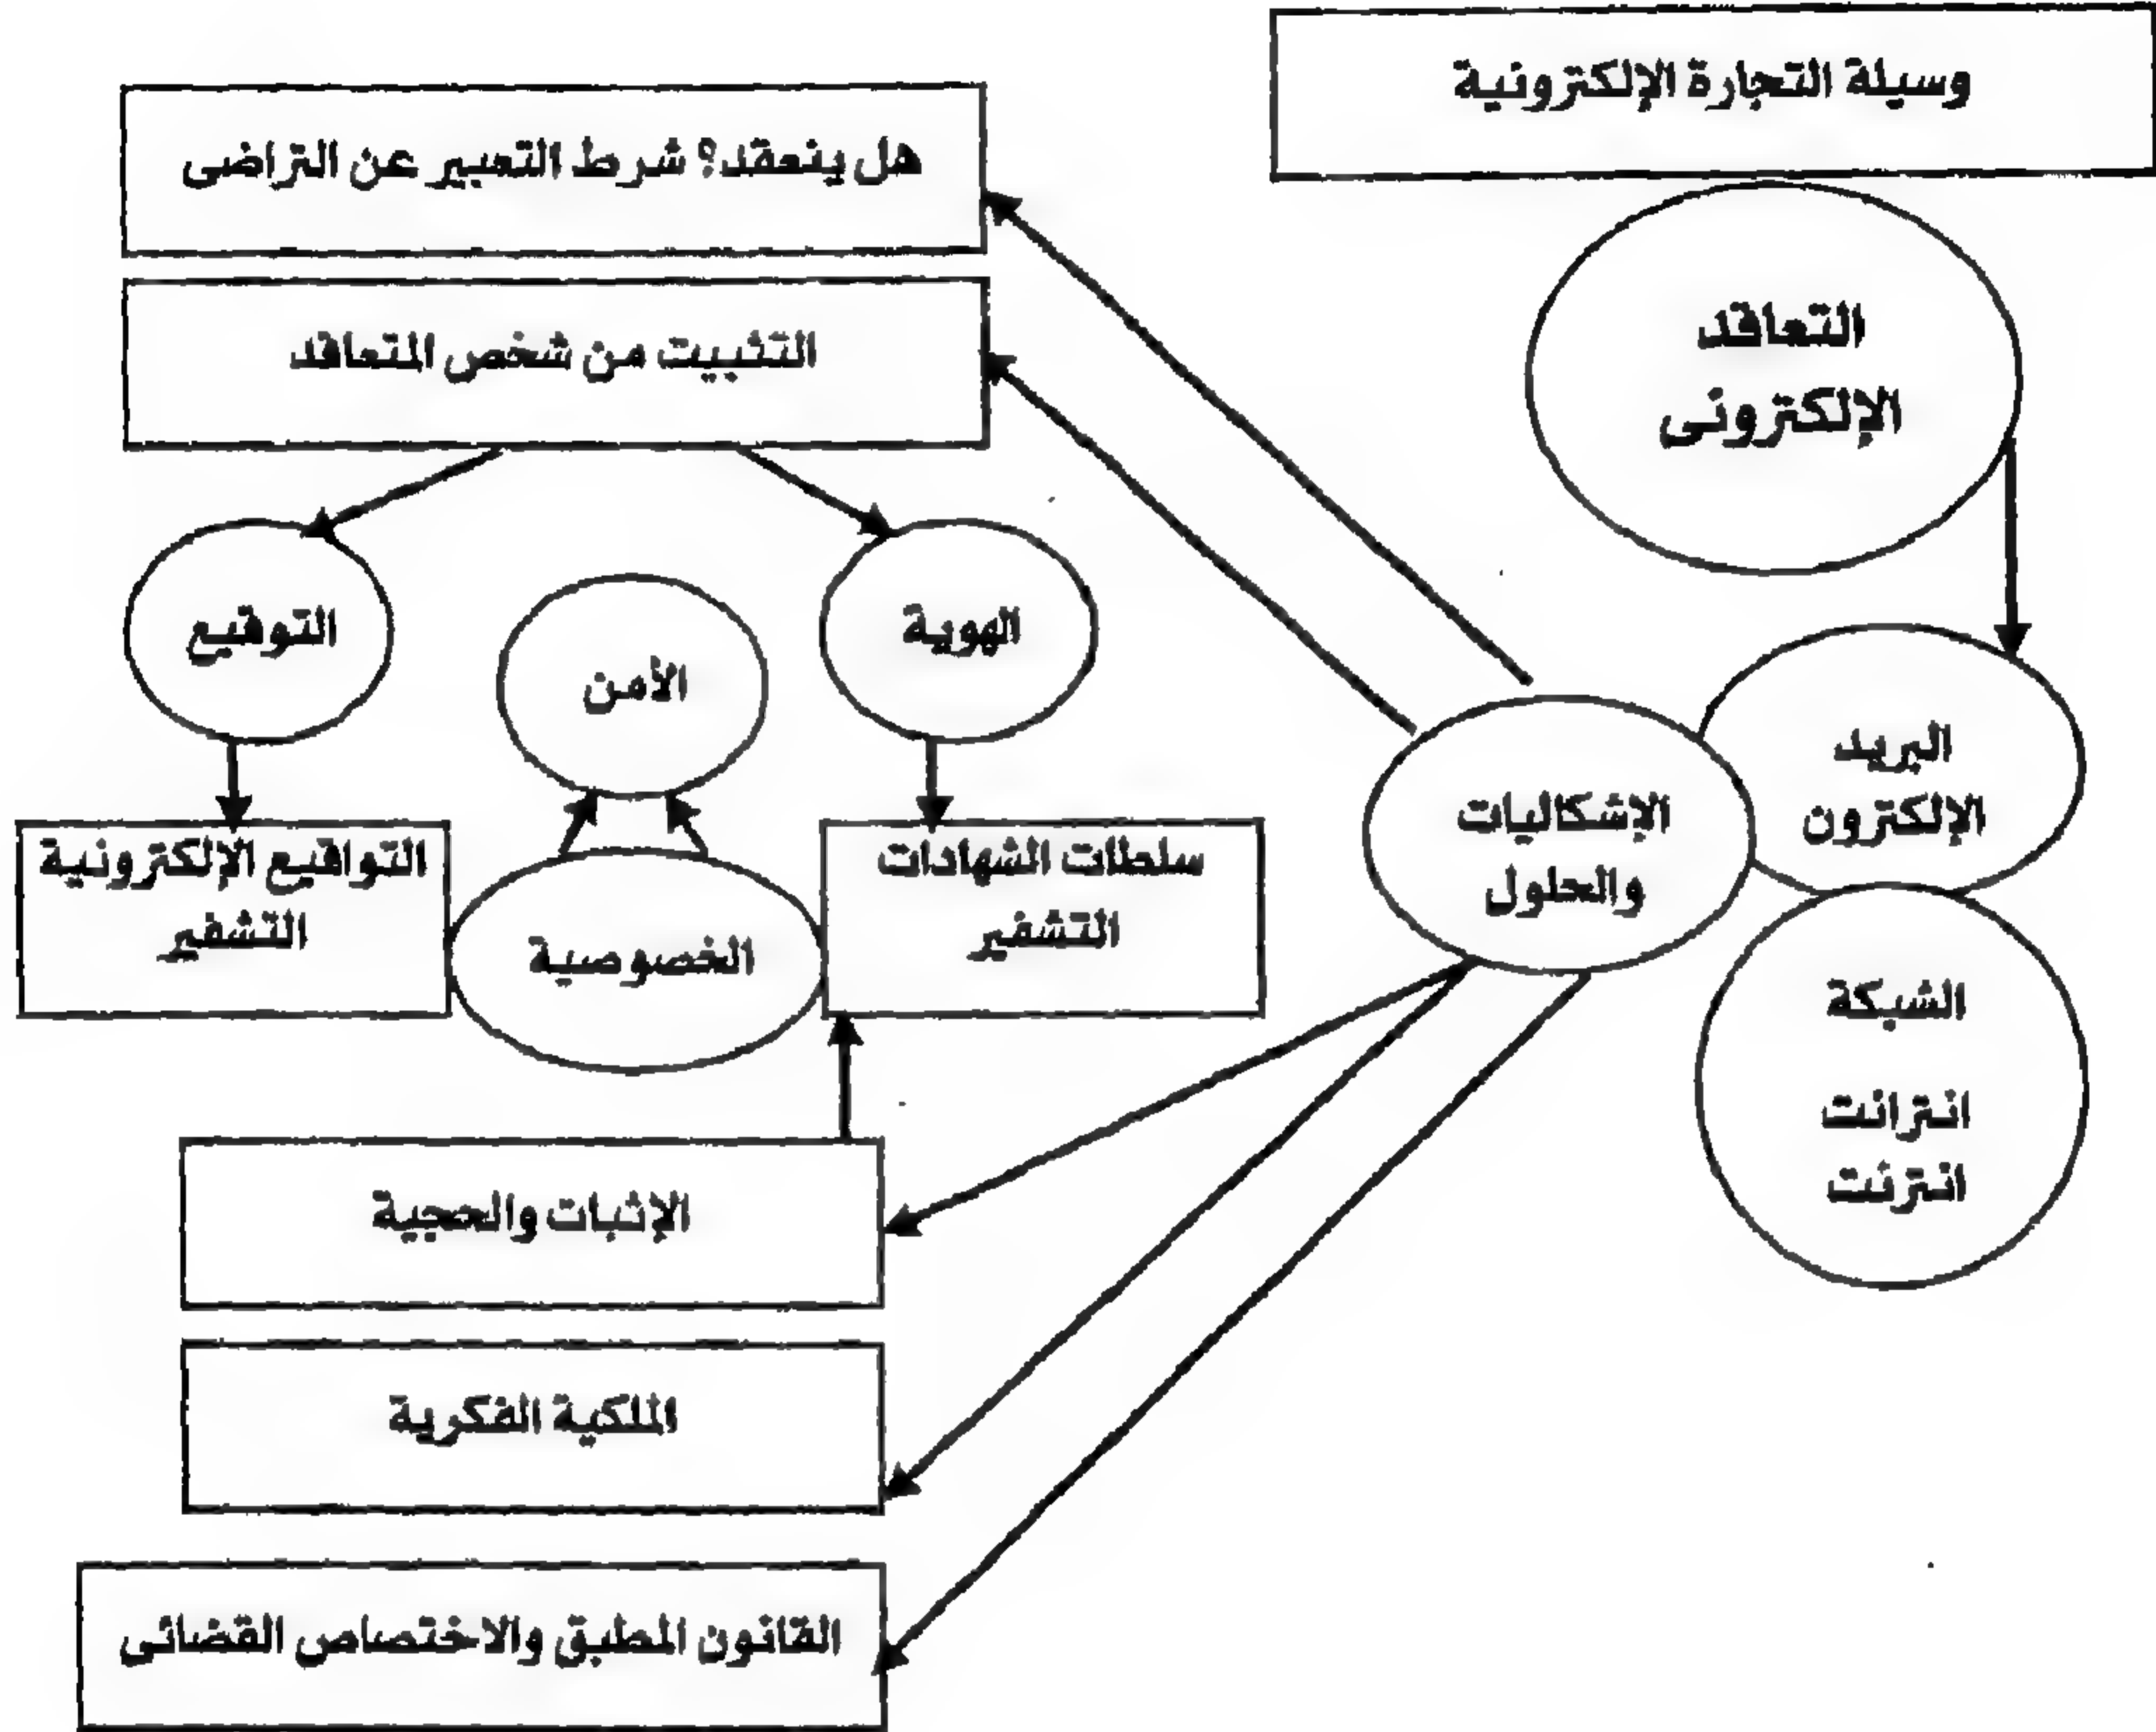 وسيلة التجارة الإلكترونية
التعاقد
الإلكترونى
البريد
الإلكترون
الشبكة
انترانت
انترنت
الإشكاليات
والحلول
هل ينعقد؟ شرط التعبير عن التراضى
التثبيت من شخص المتعاقد
الهوية
الأمن
التوقيع
سلطات الشهادات
التشفير
الخصوصية
التواقيع الإلكترونية
التشفير
الإثبات والحجية
الملكية الفكرية
القانون المطبق والاختصاص القضائى